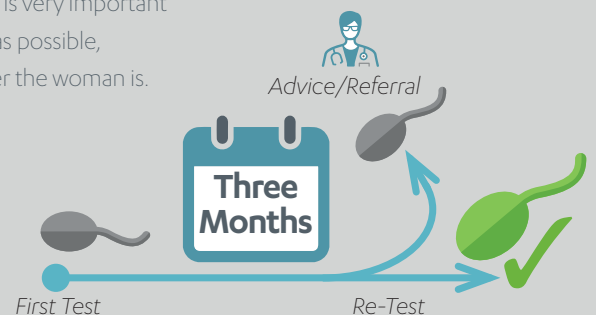 is very important
as possible,
er the woman is.
Advice/Referral
Three
Months
First Test
Re-Test